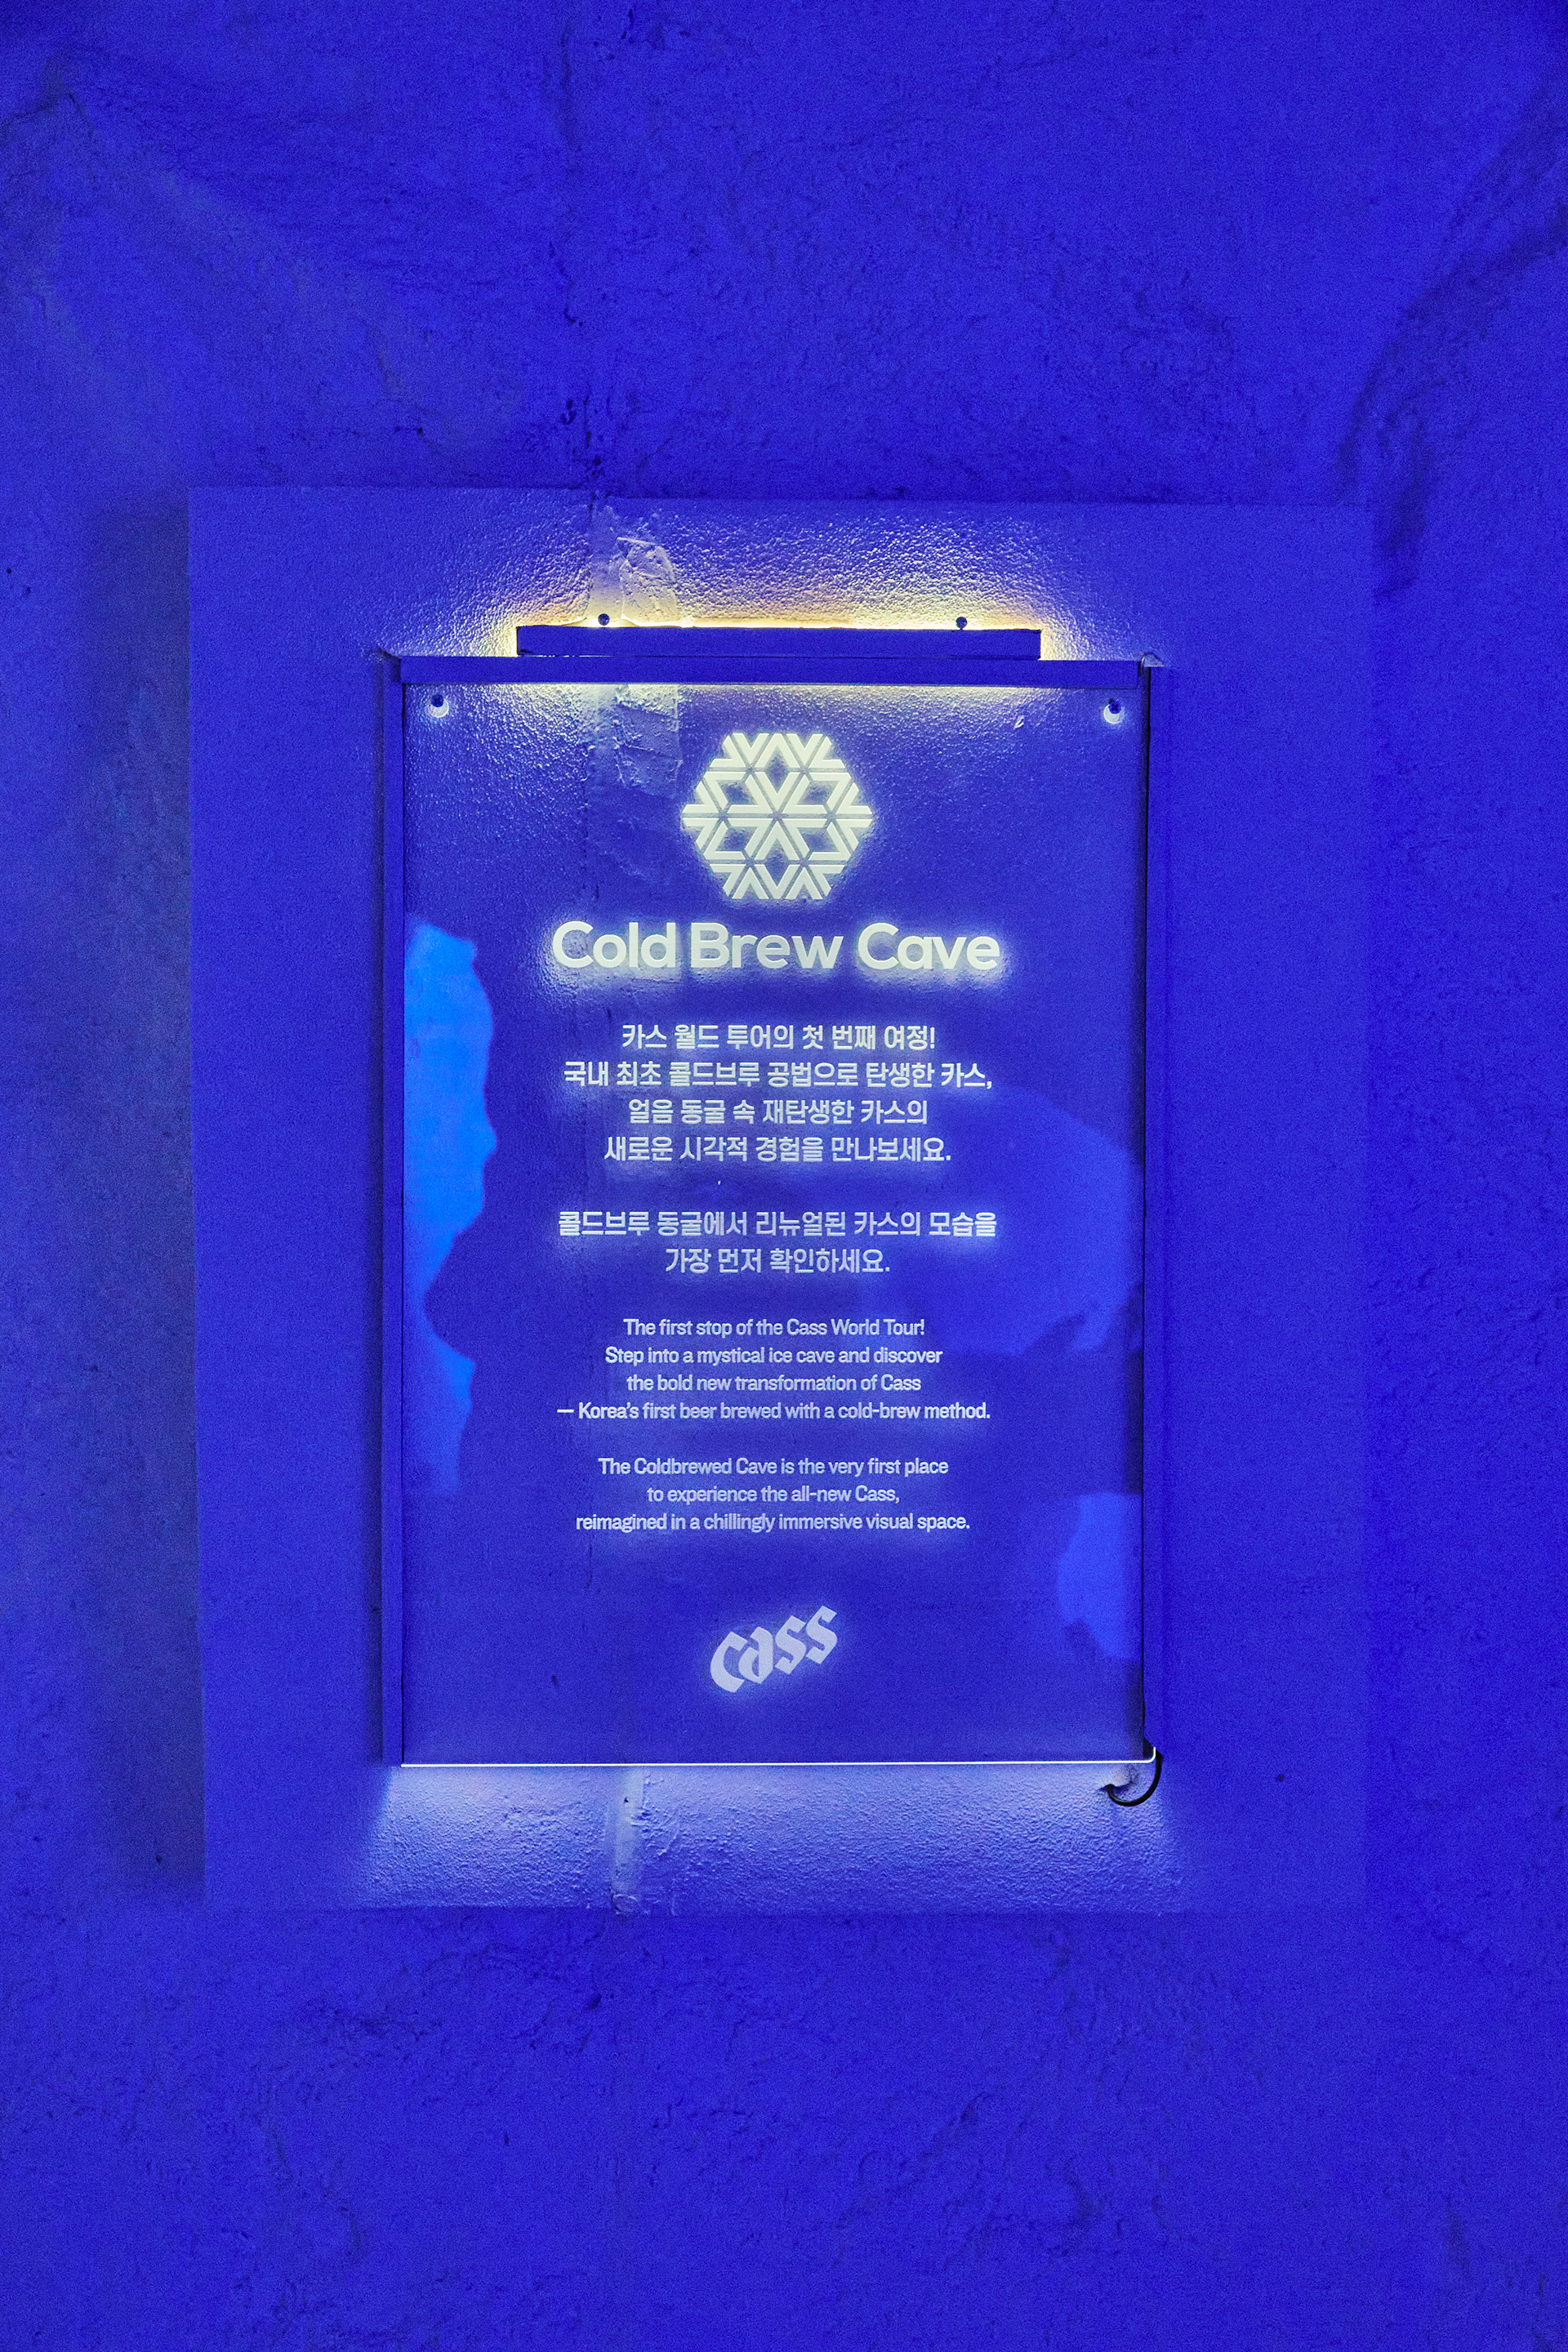 Cold Brew Cave
카스 월드 투어의 첫 번째 여정!
국내 최초 콜드브루 공법으로 탄생한 카스,
얼음 동굴 속 재탄생한 카스의
새로운 시각적 경험을 만나보세요.
콜드브루 동굴에서 리뉴얼된 카스의 모습을
가장 먼저 확인하세요.
The first stop of the Cass World Tour!
Step into a mystical ice cave and discover
the bold new transformation of Cass
— Korea's first beer brewed with a cold-brew method.
The Coldbrewed Cave is the very first place
to experience the all-new Cass,
reimagined in a chillingly immersive visual space.
cass